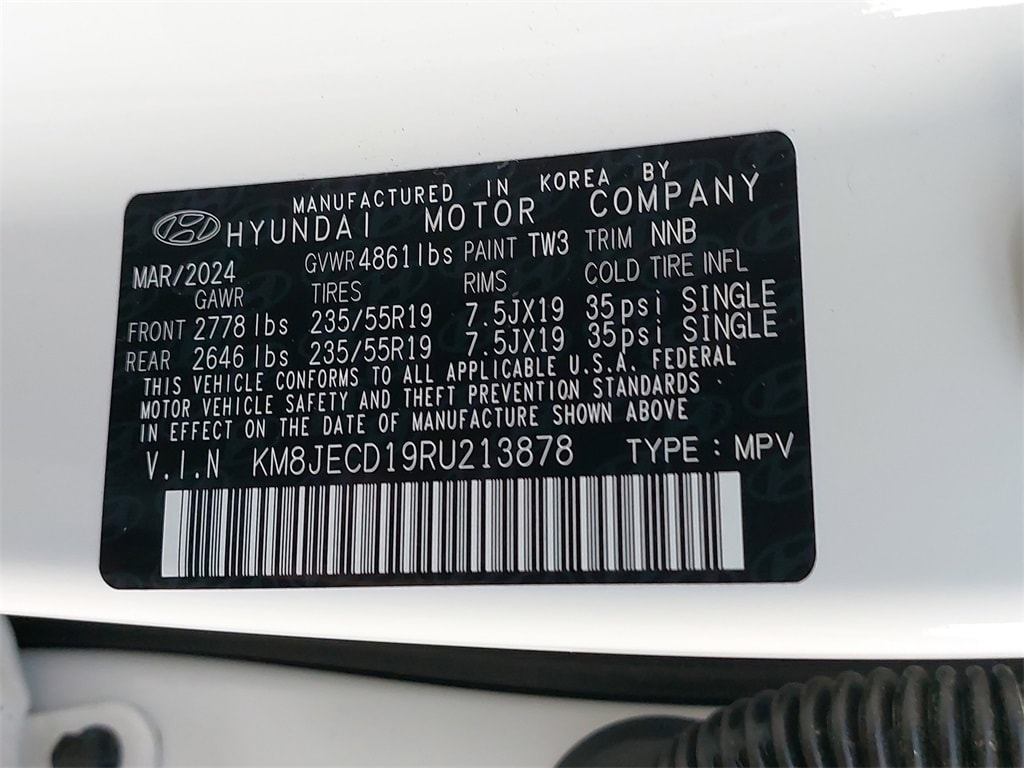 MANUFACTURED IN KOREA BY
HYUNDAI MOTOR COMPANY
MAR/2024 GVWR 4861lbs PAINT TW3 TRIM NNB
GAWR TIRES RIMS COLD TIRE INFL
FRONT 2778 lbs 235/55R19 7.5JX19 35psi SINGLE
REAR 2646 lbs 235/55R19 7.5JX19 35psi SINGLE
THIS VEHICLE CONFORMS TO ALL APPLICABLE U.S.A. FEDERAL
MOTOR VEHICLE SAFETY AND THEFT PREVENTION STANDARDS
IN EFFECT ON THE DATE OF MANUFACTURE SHOWN ABOVE
V.I.N KM8JECD19RU213878 TYPE : MPV